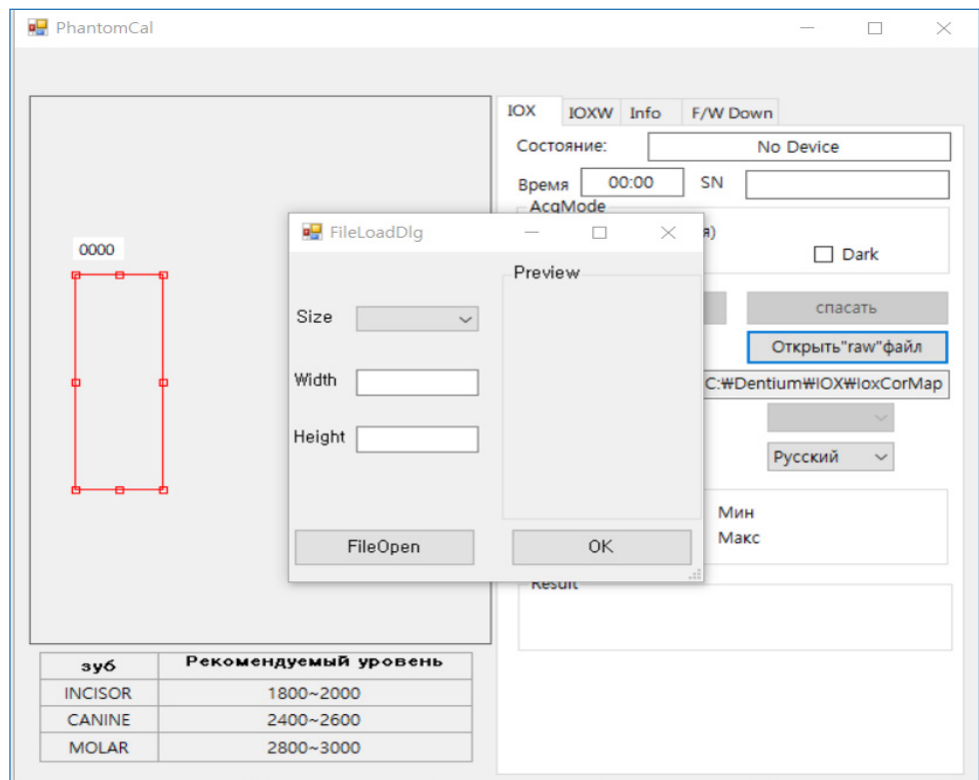 PhantomCal
IOX IOXW Info F/W Down
Состояние: No Device
Время 00:00 SN
AcqMode
я)
Dark
0000
FileLoadDlg
Preview
Size
Width
Height
FileOpen OK
спасать
Открыть"raw"файл
C:₩Dentium₩IOX₩IoxCorMap
Русский
Мин
Макс
Result
зуб Рекомендуемый уровень
INCISOR 1800~2000
CANINE 2400~2600
MOLAR 2800~3000